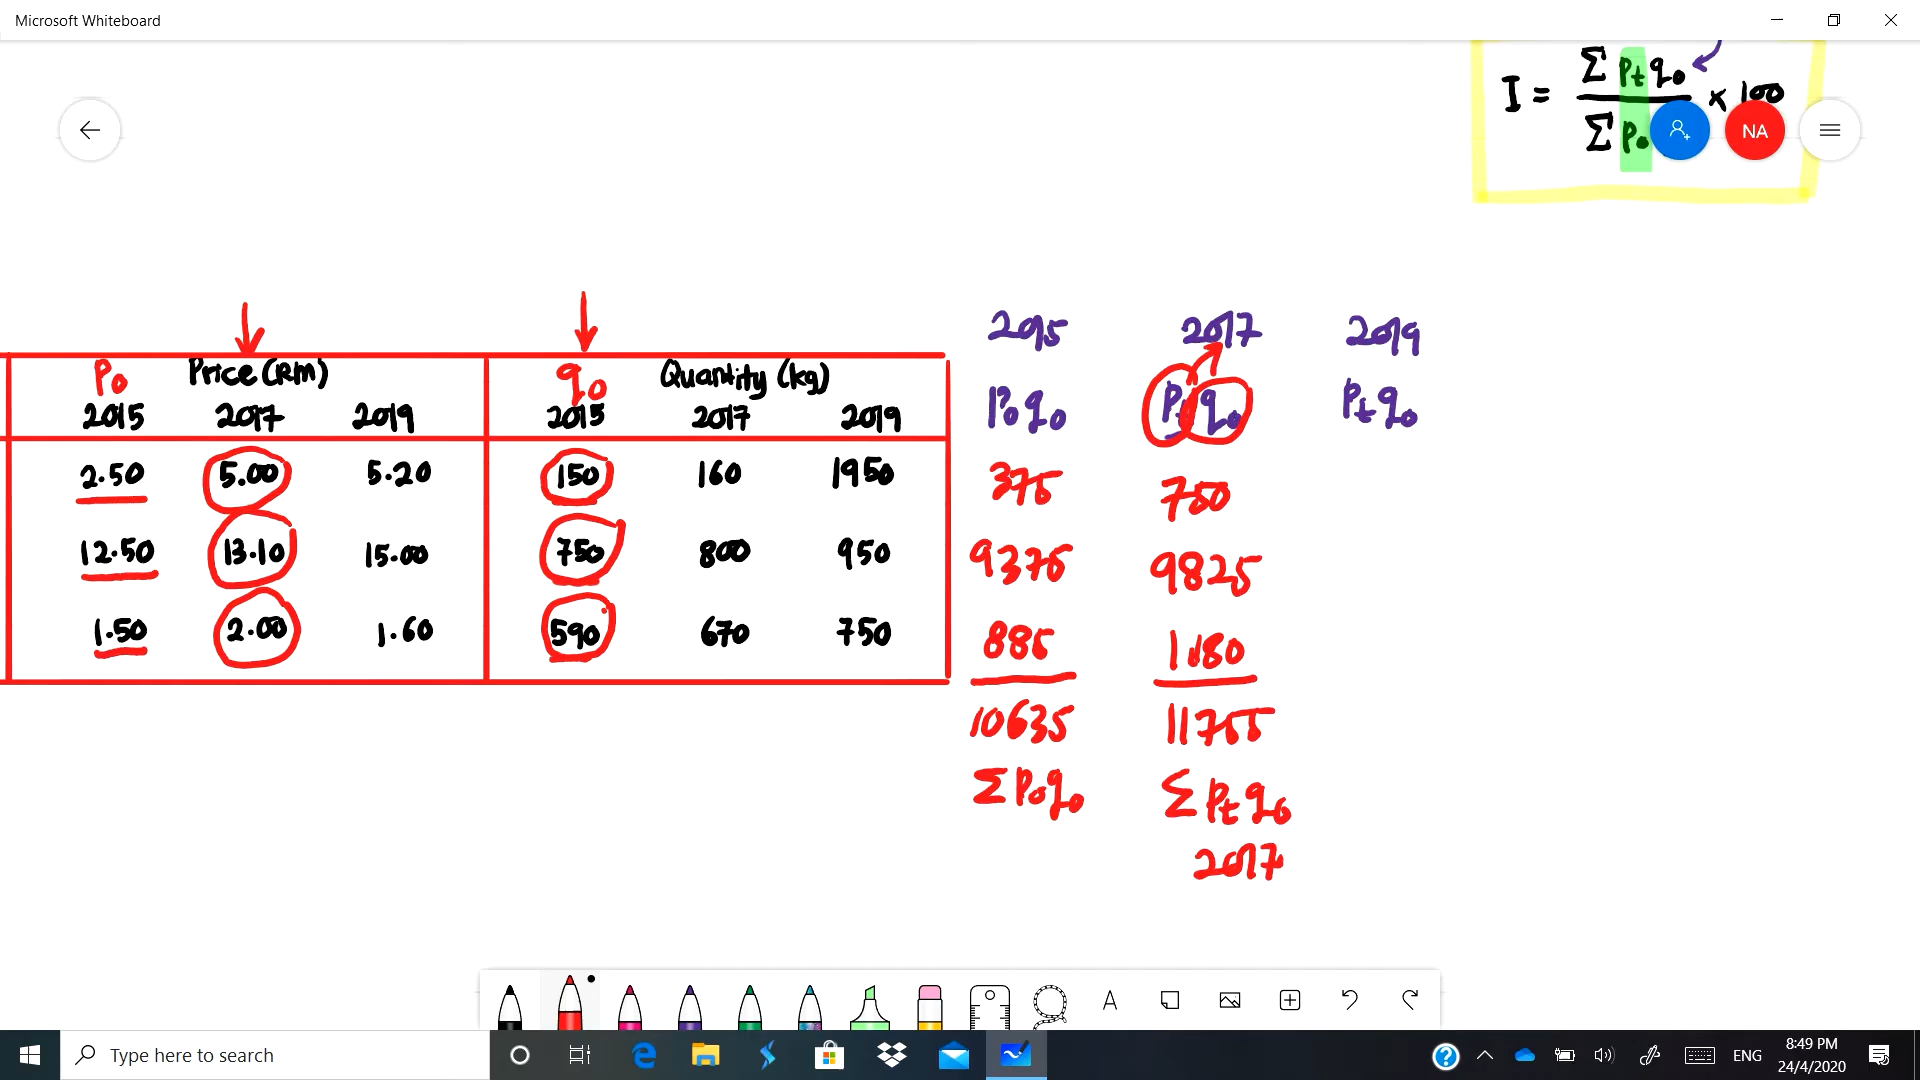 Microsoft Whiteboard
I = Σ Pt q0 / Σ P0 × 100
NA
2015 2017 2019
P0 Price (RM) q0 Quantity (kg)
2015 2017 2019 2015 2017 2019
P0q0 Ptq0 Ptq0
2.50 5.00 5.20 150 160 1950 375 750
12.50 13.10 15.00 750 800 950 9375 9825
1.50 2.00 1.60 590 670 750 885 1180
10635 11755
ΣP0q0 ΣPtq0
2017
A
Type here to search
ENG
8:49 PM
24/4/2020